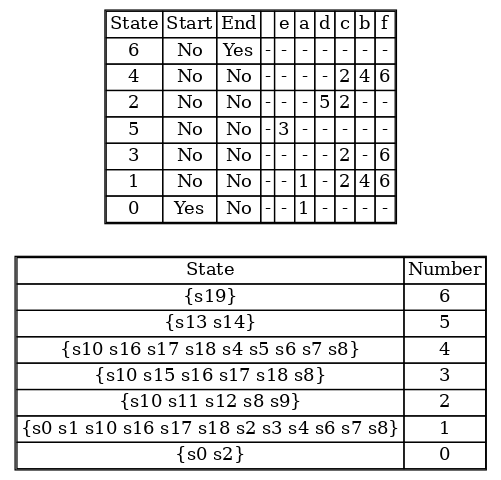 State Start End e a d c b f
6 No Yes - - - - - - -
4 No No - - - - 2 4 6
2 No No - - - 5 2 - -
5 No No - 3 - - - - -
3 No No - - - - 2 - 6
1 No No - - 1 - 2 4 6
0 Yes No - - 1 - - - -
State Number
{s19} 6
{s13 s14} 5
{s10 s16 s17 s18 s4 s5 s6 s7 s8} 4
{s10 s15 s16 s17 s18 s8} 3
{s10 s11 s12 s8 s9} 2
{s0 s1 s10 s16 s17 s18 s2 s3 s4 s6 s7 s8} 1
{s0 s2} 0